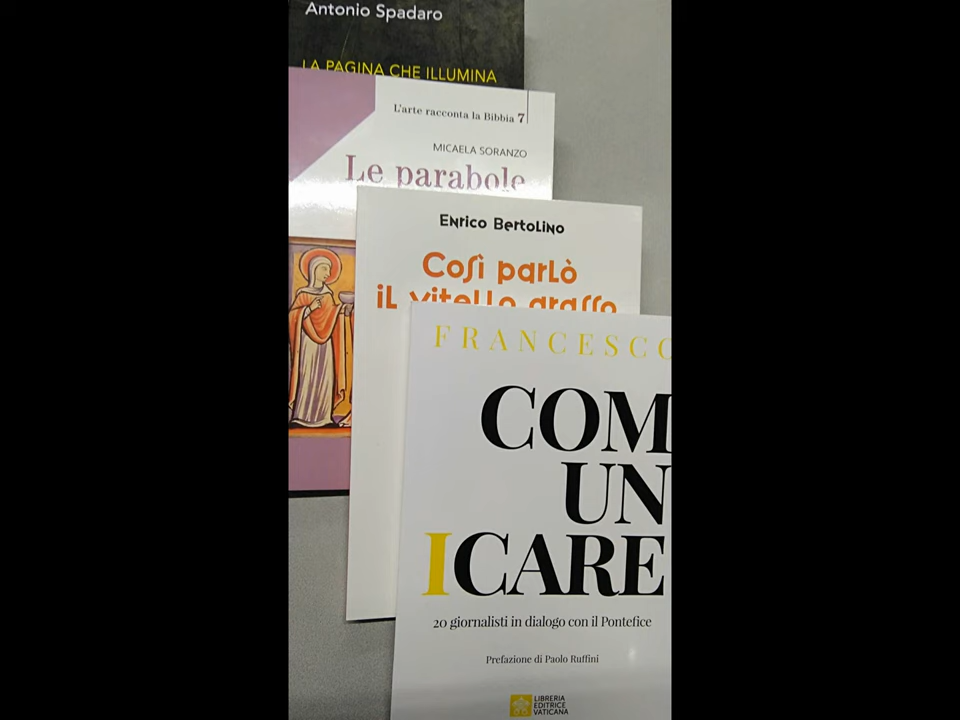 Antonio Spadaro
LA PAGINA CHE ILLUMINA
L'arte racconta la Bibbia 7
MICAELA SORANZO
Le parabole
Enrico Bertolino
Così parlò
il vitello grasso
FRANCESCO
COM
UN
ICARE
20 giornalisti in dialogo con il Pontefice
Prefazione di Paolo Ruffini
LIBRERIA
EDITRICE
VATICANA